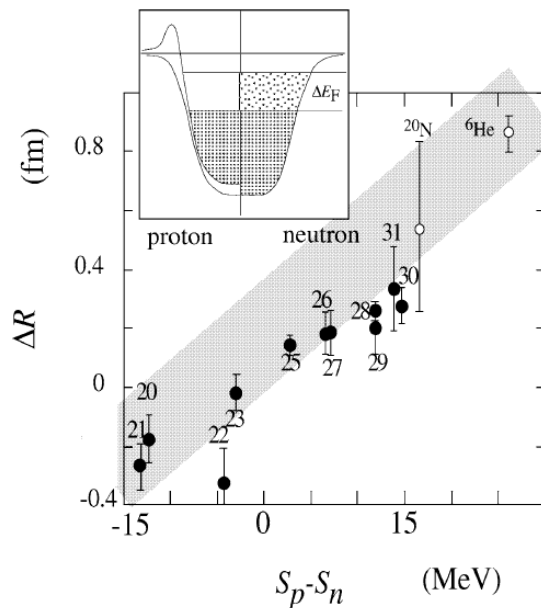 ΔE_F
proton
neutron
(fm)
ΔR
0.8
0.4
0
-0.4
²⁰N
⁶He
31
30
26
28
25
27
29
20
21
23
22
-15
0
15
S_p-S_n
(MeV)